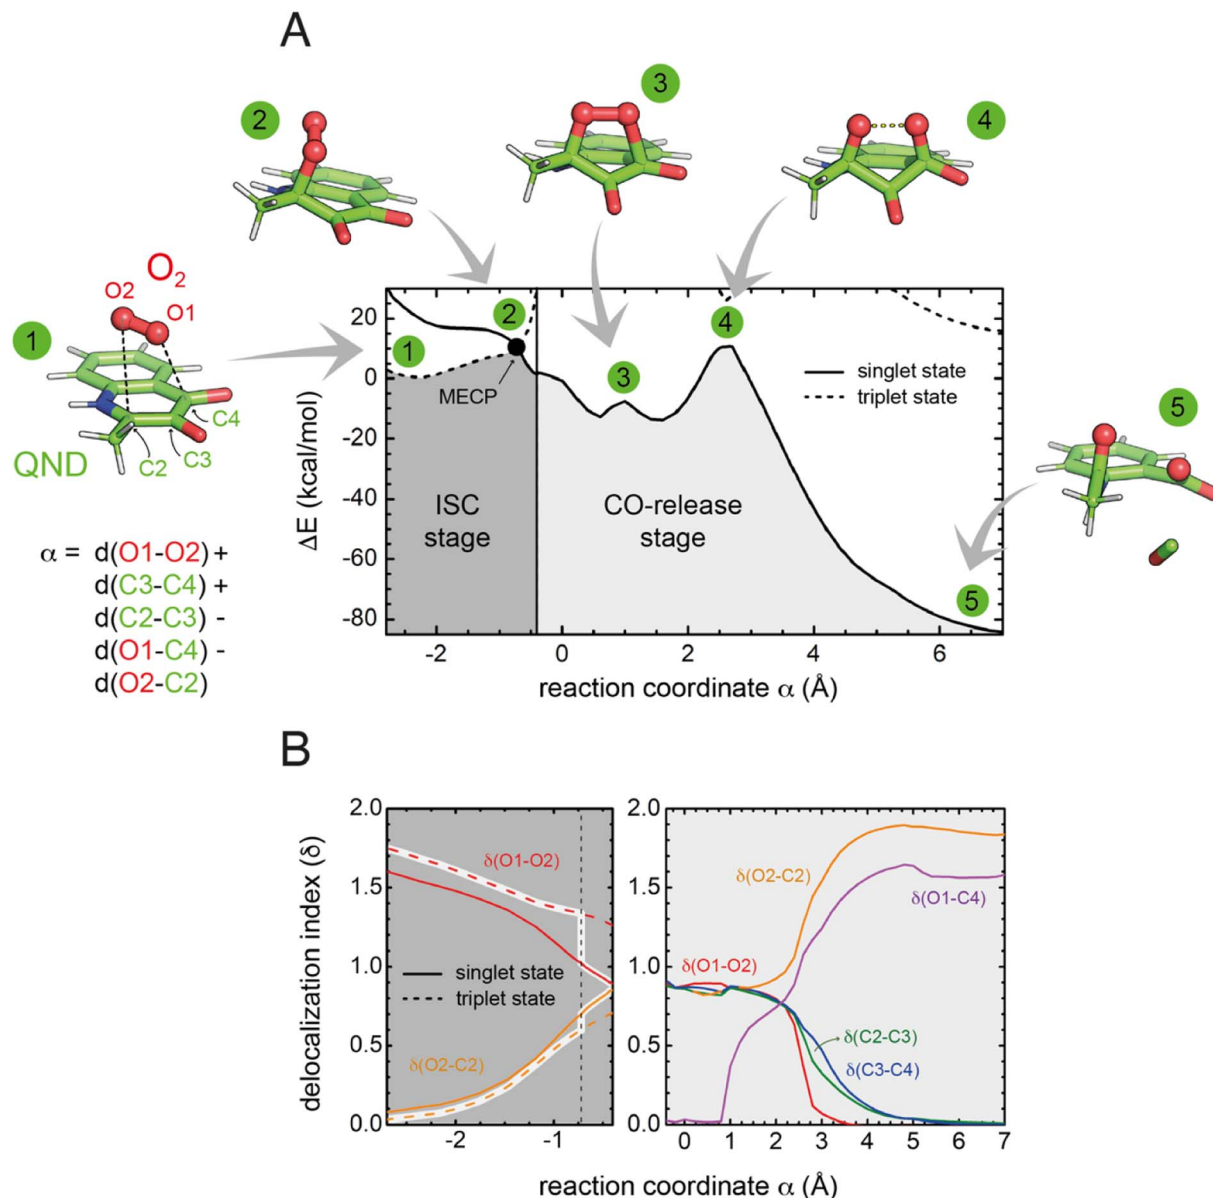 A
3
2
4
O2
O2
O1
1
C4
QND
C2
C3
α = d(O1-O2) +
d(C3-C4) +
d(C2-C3) -
d(O1-C4) -
d(O2-C2)
ΔE (kcal/mol)
20
0
-20
-40
-60
-80
1
2
MECP
3
4
singlet state
triplet state
ISC
stage
CO-release
stage
5
5
-2
0
2
4
6
reaction coordinate α (Å)
B
delocalization index (δ)
2.0
1.5
1.0
0.5
0.0
δ(O1-O2)
singlet state
triplet state
δ(O2-C2)
-2
-1
2.0
1.5
1.0
0.5
0.0
δ(O2-C2)
δ(O1-C4)
δ(O1-O2)
δ(C2-C3)
δ(C3-C4)
0
1
2
3
4
5
6
7
reaction coordinate α (Å)